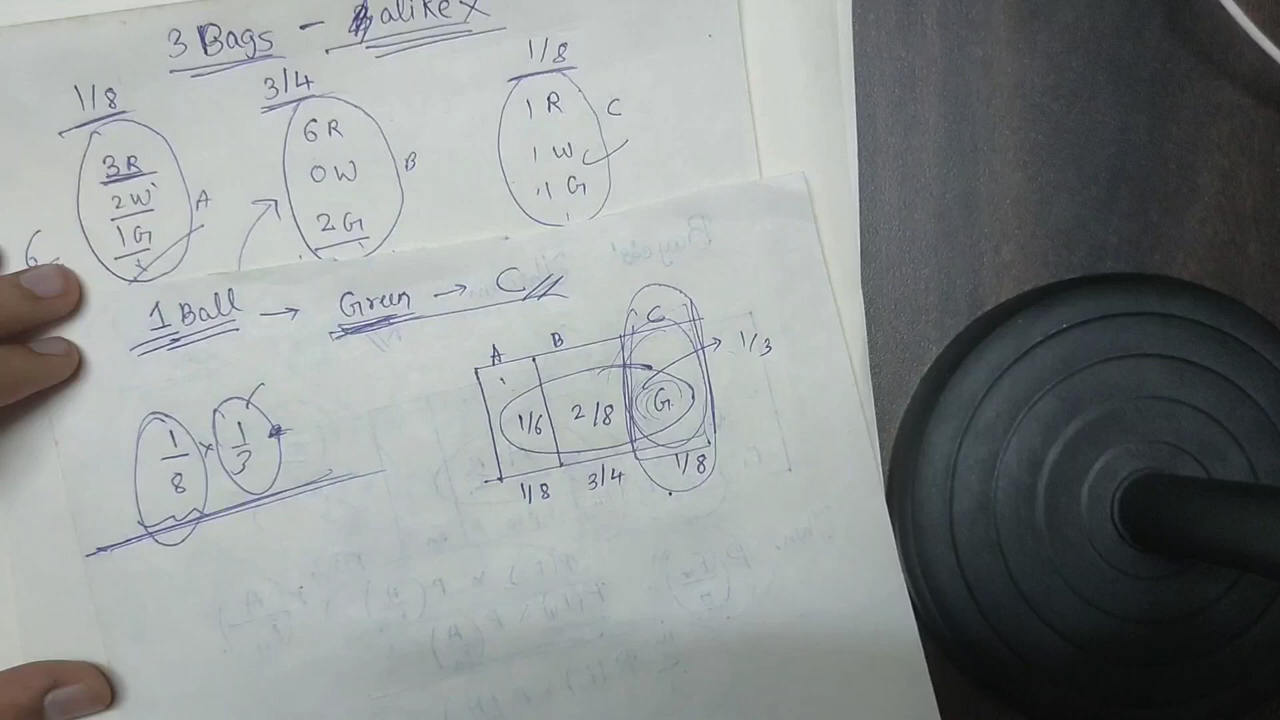 3 Bags - alike X
1/8
3/4
1/8
3R
2W
1G
A
6R
0W
2G
B
1R
1W
1G
C
6
1 Ball → Green → C
A
B
C
1/6
2/8
G
1/3
1/8
3/4
1/8
1/8 × 1/3